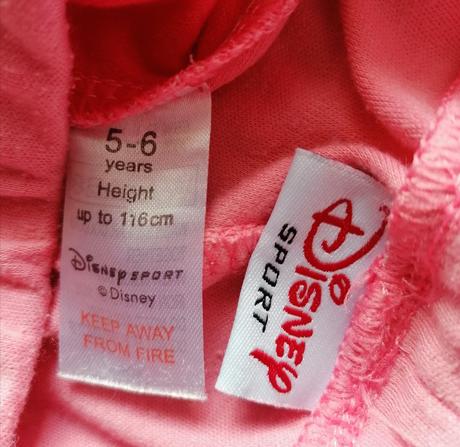 5-6
years
Height
up to 116cm
Disney SPORT
© Disney
KEEP AWAY
FROM FIRE
Disney
SPORT